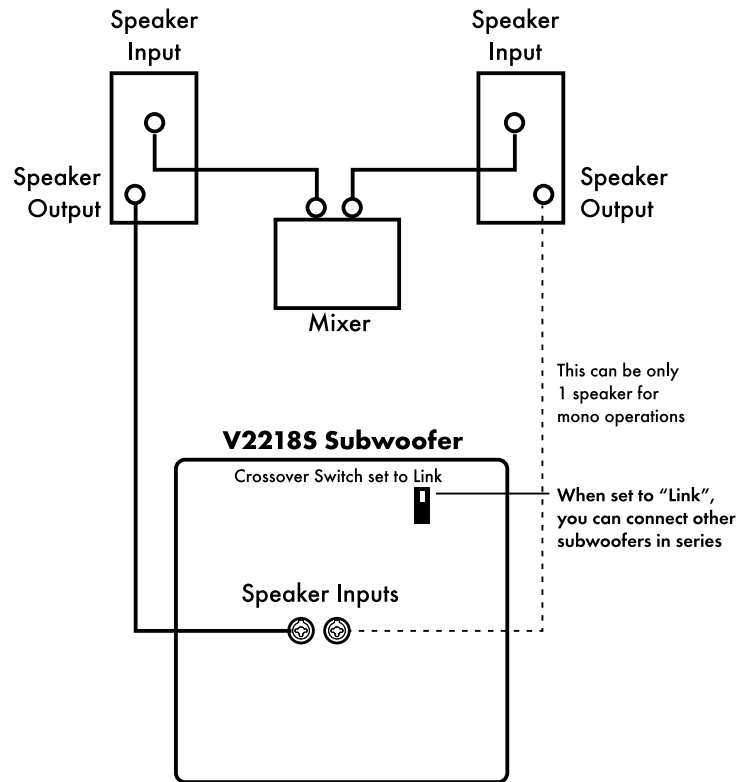 Speaker
Input
Speaker
Input
Speaker
Output
Speaker
Output
Mixer
This can be only
1 speaker for
mono operations
V2218S Subwoofer
Crossover Switch set to Link
When set to “Link”,
you can connect other
subwoofers in series
Speaker Inputs